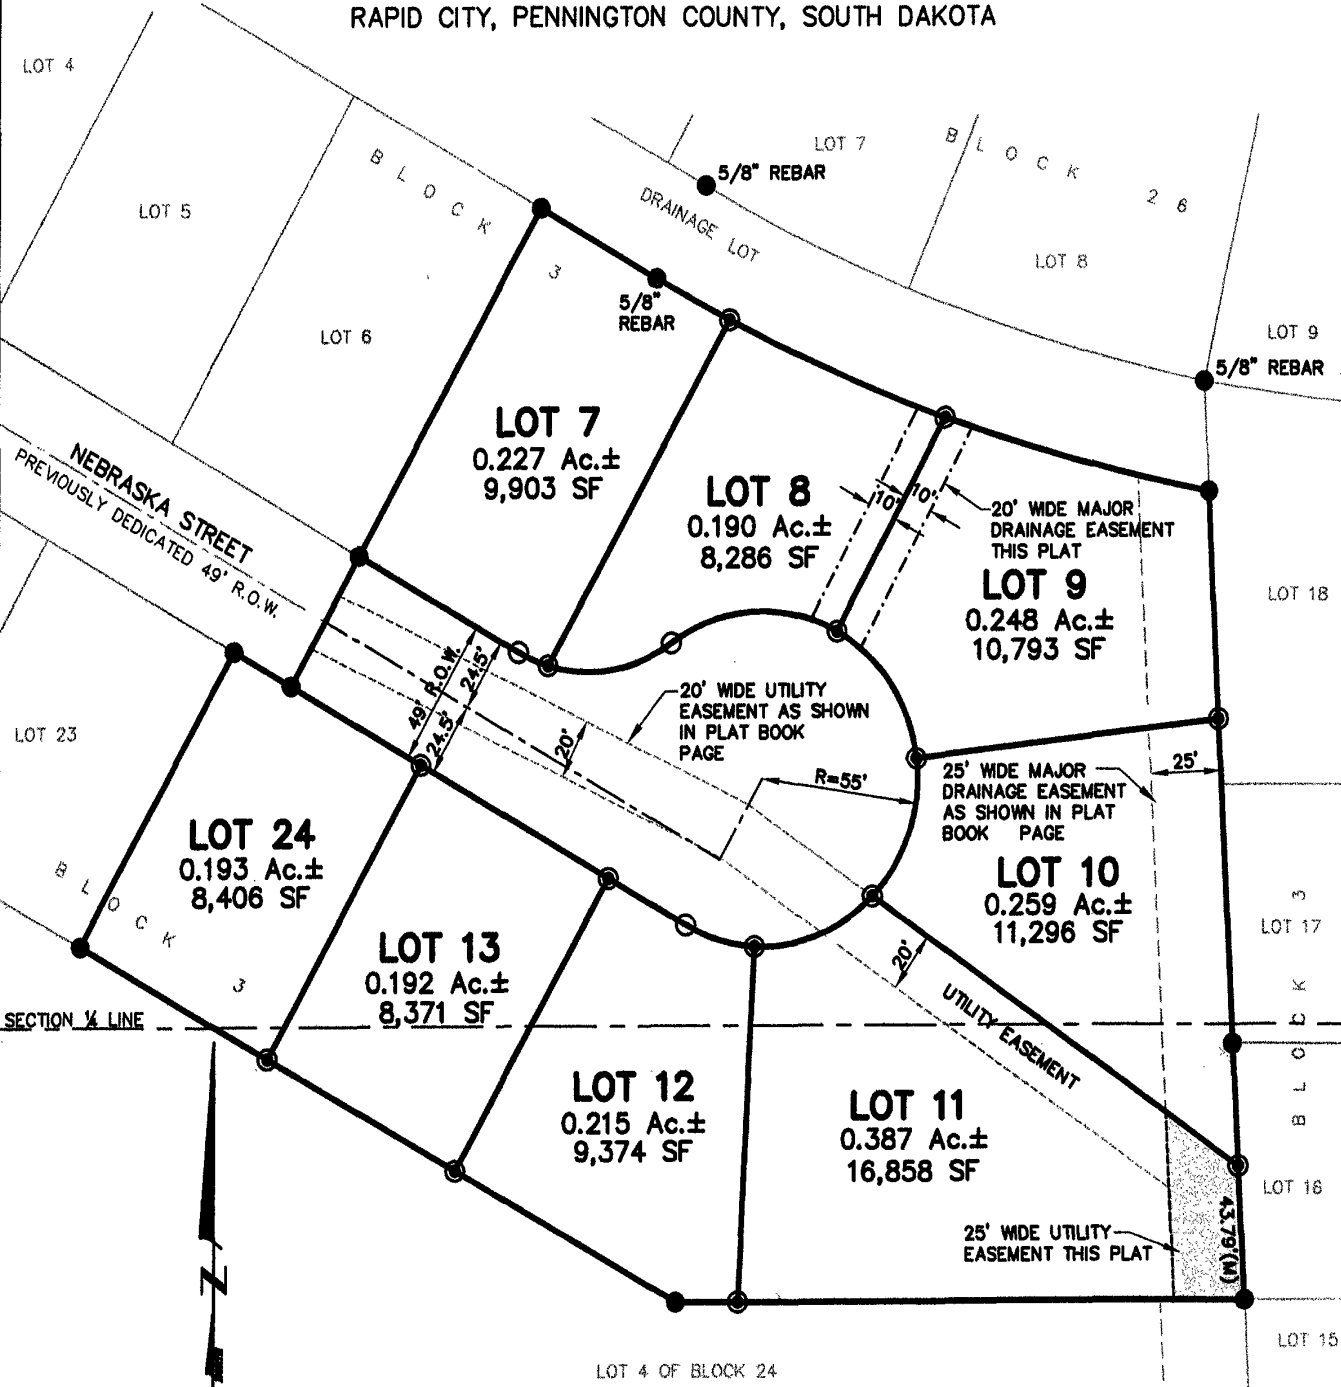 RAPID CITY, PENNINGTON COUNTY, SOUTH DAKOTA
LOT 4
LOT 7
BLOCK 26
5/8" REBAR
BLOCK 3
DRAINAGE LOT
LOT 5
LOT 8
5/8"
REBAR
LOT 6
LOT 9
5/8" REBAR
LOT 7
0.227 Ac.±
9,903 SF
LOT 8
0.190 Ac.±
8,286 SF
10'
10'
20' WIDE MAJOR
DRAINAGE EASEMENT
THIS PLAT
LOT 9
0.248 Ac.±
10,793 SF
LOT 18
NEBRASKA STREET
PREVIOUSLY DEDICATED 49' R.O.W.
49' R.O.W.
24.5'
24.5'
20'
20' WIDE UTILITY
EASEMENT AS SHOWN
IN PLAT BOOK
PAGE
R=55'
LOT 23
25'
25' WIDE MAJOR
DRAINAGE EASEMENT
AS SHOWN IN PLAT
BOOK PAGE
LOT 24
0.193 Ac.±
8,406 SF
BLOCK 3
LOT 10
0.259 Ac.±
11,296 SF
LOT 17
BLOCK 3
LOT 13
0.192 Ac.±
8,371 SF
20'
UTILITY EASEMENT
SECTION ¼ LINE
LOT 12
0.215 Ac.±
9,374 SF
LOT 11
0.387 Ac.±
16,858 SF
LOT 16
43.79'(M)
25' WIDE UTILITY
EASEMENT THIS PLAT
N
LOT 15
LOT 4 OF BLOCK 24